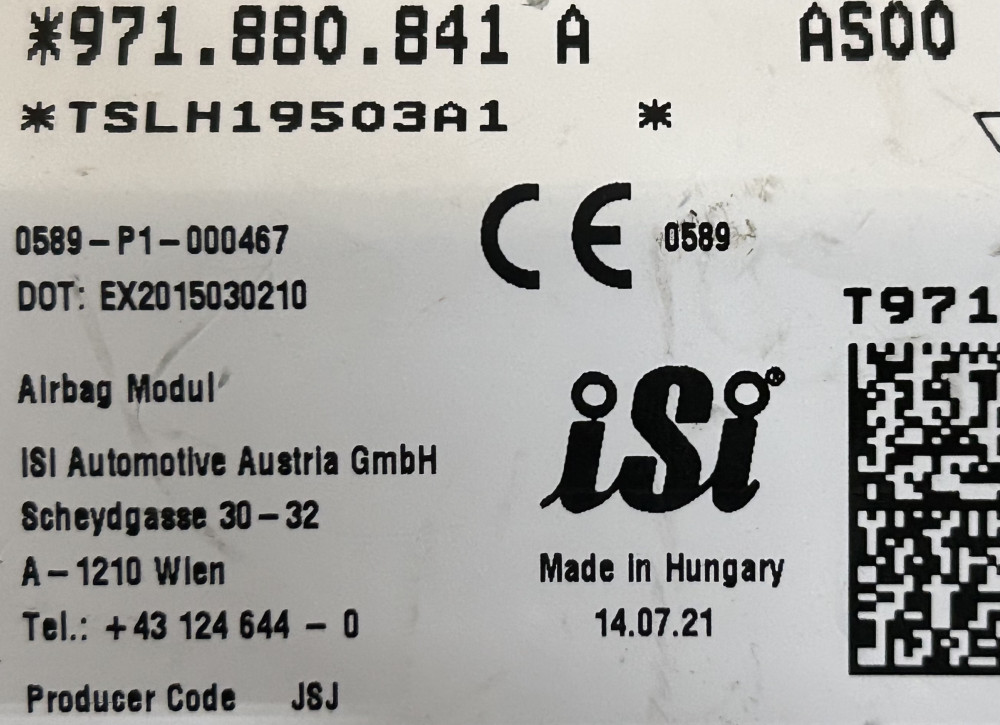 *971.880.841 A AS00
*TSLH19503A1 *
0589-P1-000467
CE 0589
DOT: EX2015030210
T971
Airbag Modul
iSi®
ISI Automotive Austria GmbH
Scheydgasse 30-32
A-1210 Wien
Tel.: +43 124 644 - 0
Made in Hungary
14.07.21
Producer Code JSJ